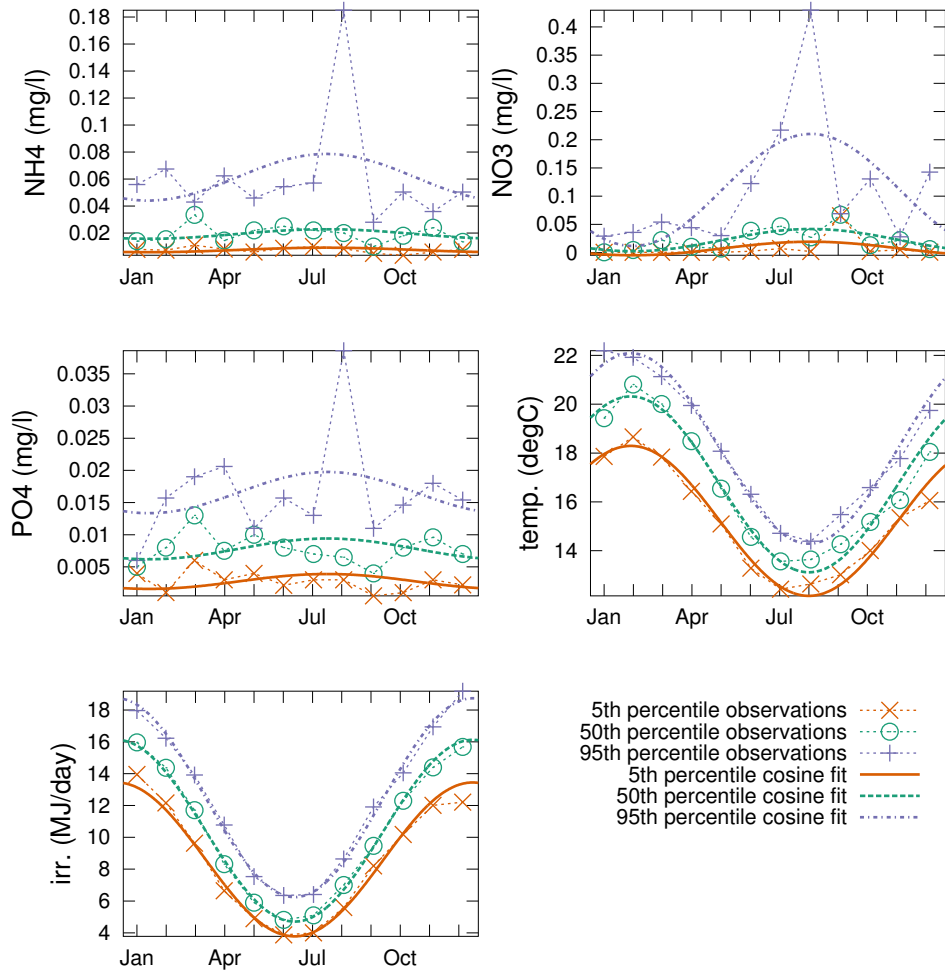 NH4 (mg/l)
0.18
0.16
0.14
0.12
0.1
0.08
0.06
0.04
0.02
Jan Apr Jul Oct
NO3 (mg/l)
0.4
0.35
0.3
0.25
0.2
0.15
0.1
0.05
0
Jan Apr Jul Oct
PO4 (mg/l)
0.035
0.03
0.025
0.02
0.015
0.01
0.005
Jan Apr Jul Oct
temp. (degC)
22
20
18
16
14
Jan Apr Jul Oct
irr. (MJ/day)
18
16
14
12
10
8
6
4
Jan Apr Jul Oct
5th percentile observations
50th percentile observations
95th percentile observations
5th percentile cosine fit
50th percentile cosine fit
95th percentile cosine fit